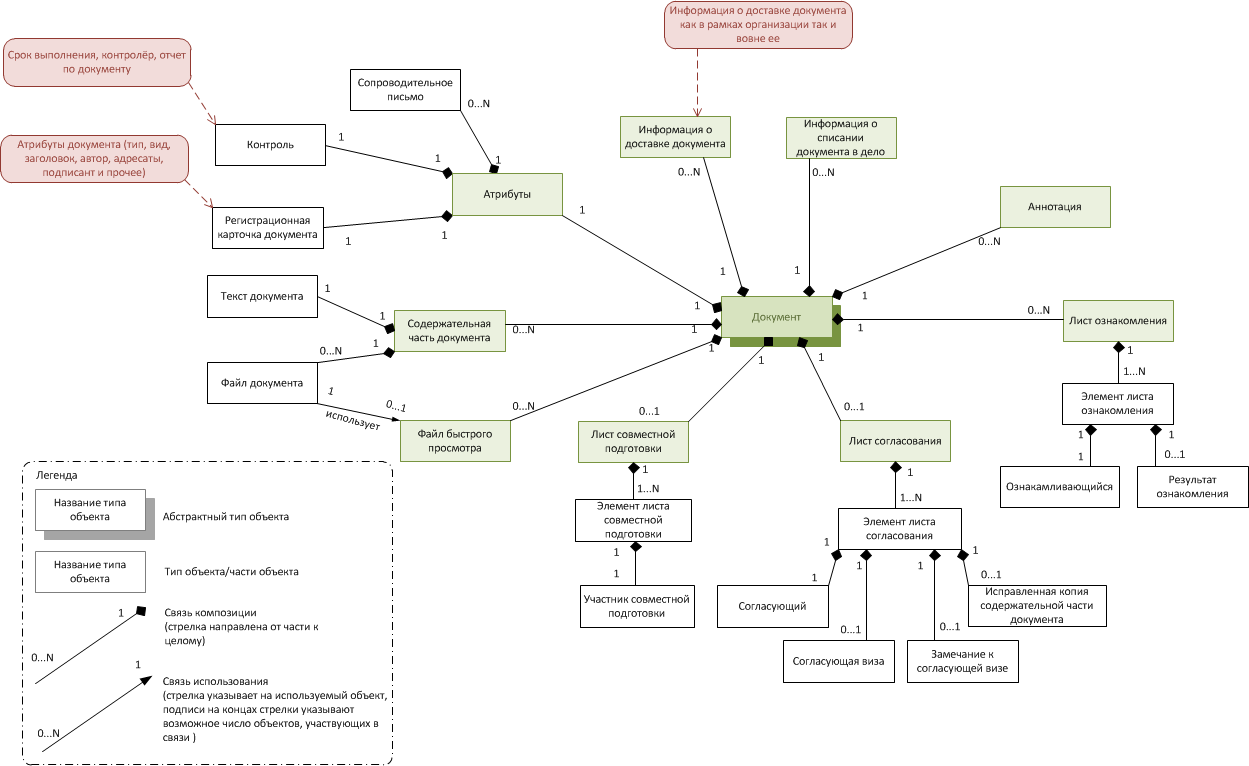 Информация о доставке документа
как в рамках организации так и
вовне ее
Срок выполнения, контролёр, отчет
по документу
Сопроводительное
письмо
0...N
Контроль
1
1
1
Атрибуты документа (тип, вид,
заголовок, автор, адресаты,
подписант и прочее)
Атрибуты
1
Регистрационная
карточка документа
1
1
Информация о
доставке документа
0...N
1
Информация о
списании
документа в дело
0...N
1
Аннотация
0...N
1
Текст документа
1
1
Содержательная
часть документа
0...N
1
1
Документ
1
0...N
Лист ознакомления
1
1...N
Файл документа
0...N
1
1
0...1
использует
Файл быстрого
просмотра
0...N
1
1
0...1
Лист совместной
подготовки
1
1...N
Элемент листа
совместной
подготовки
1
1
Участник совместной
подготовки
1
0...1
Лист согласования
1
1...N
Элемент листа
согласования
1
1
1
1
1
0...1
Согласующий
Исправленная копия
содержательной части
документа
0...1
0...1
Согласующая виза
Замечание к
согласующей визе
Элемент листа
ознакомления
1
1
1
0...1
Ознакамливающийся
Результат
ознакомления
Легенда
Название типа
объекта
Абстрактный тип объекта
Название типа
объекта
Тип объекта/части объекта
1
0...N
Связь композиции
(стрелка направлена от части к
целому)
1
0...N
Связь использования
(стрелка указывает на используемый объект,
подписи на концах стрелки указывают
возможное число объектов, участвующих в
связи )